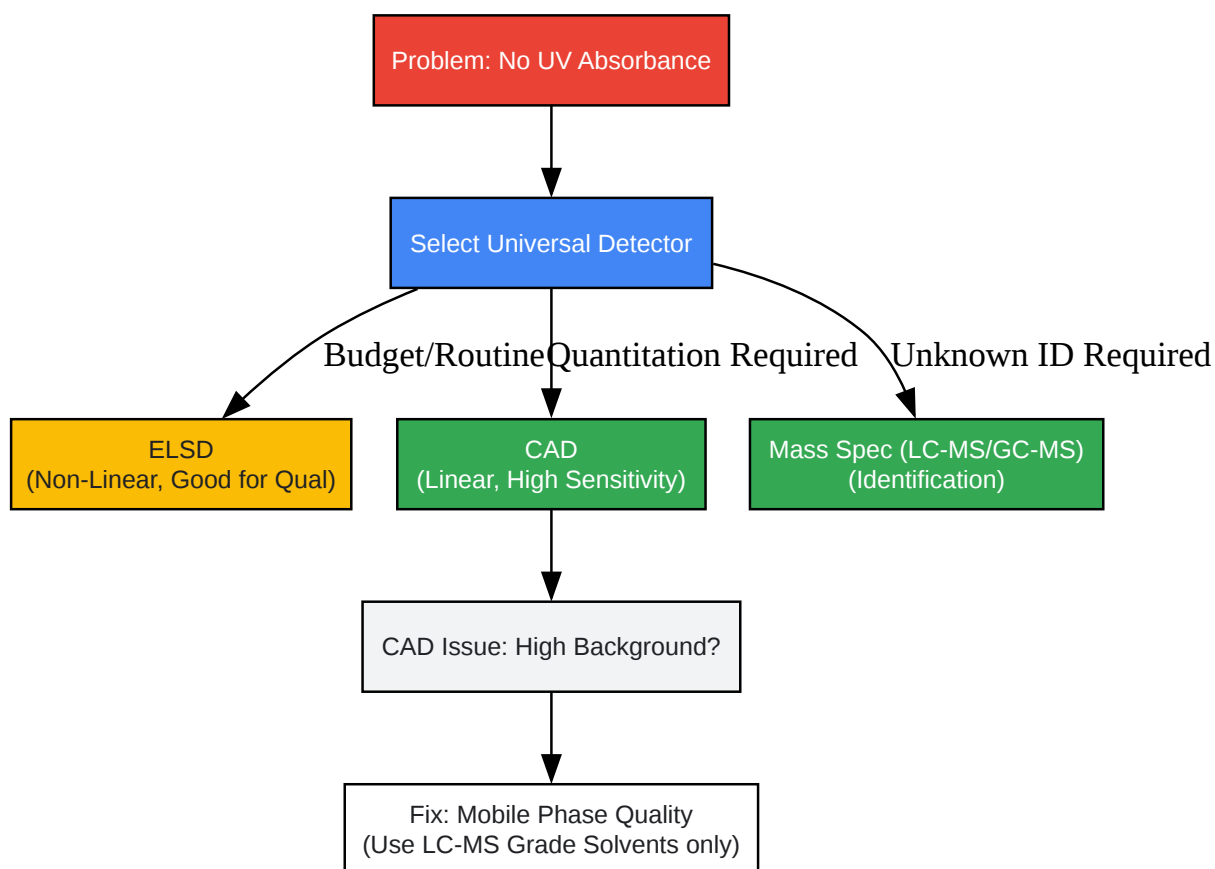 Problem: No UV Absorbance
Select Universal Detector
Budget/Routine
Quantitation Required
Unknown ID Required
ELSD
(Non-Linear, Good for Qual)
CAD
(Linear, High Sensitivity)
Mass Spec (LC-MS/GC-MS)
(Identification)
CAD Issue: High Background?
Fix: Mobile Phase Quality
(Use LC-MS Grade Solvents only)